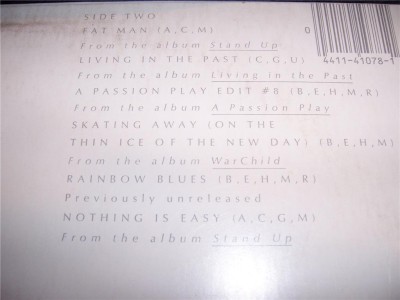 SIDE TWO
FAT MAN (A,C,M)
From the album Stand Up
LIVING IN THE PAST (C,G,U)
From the album Living in the Past
A PASSION PLAY EDIT #8 (B,E,H,M,R)
From the album A Passion Play
SKATING AWAY (ON THE
THIN ICE OF THE NEW DAY) (B,E,H,M)
From the album WarChild
RAINBOW BLUES (B,E,H,M,R)
Previously unreleased
NOTHING IS EASY (A,C,G,M)
From the album Stand Up
0
4411-41078-1